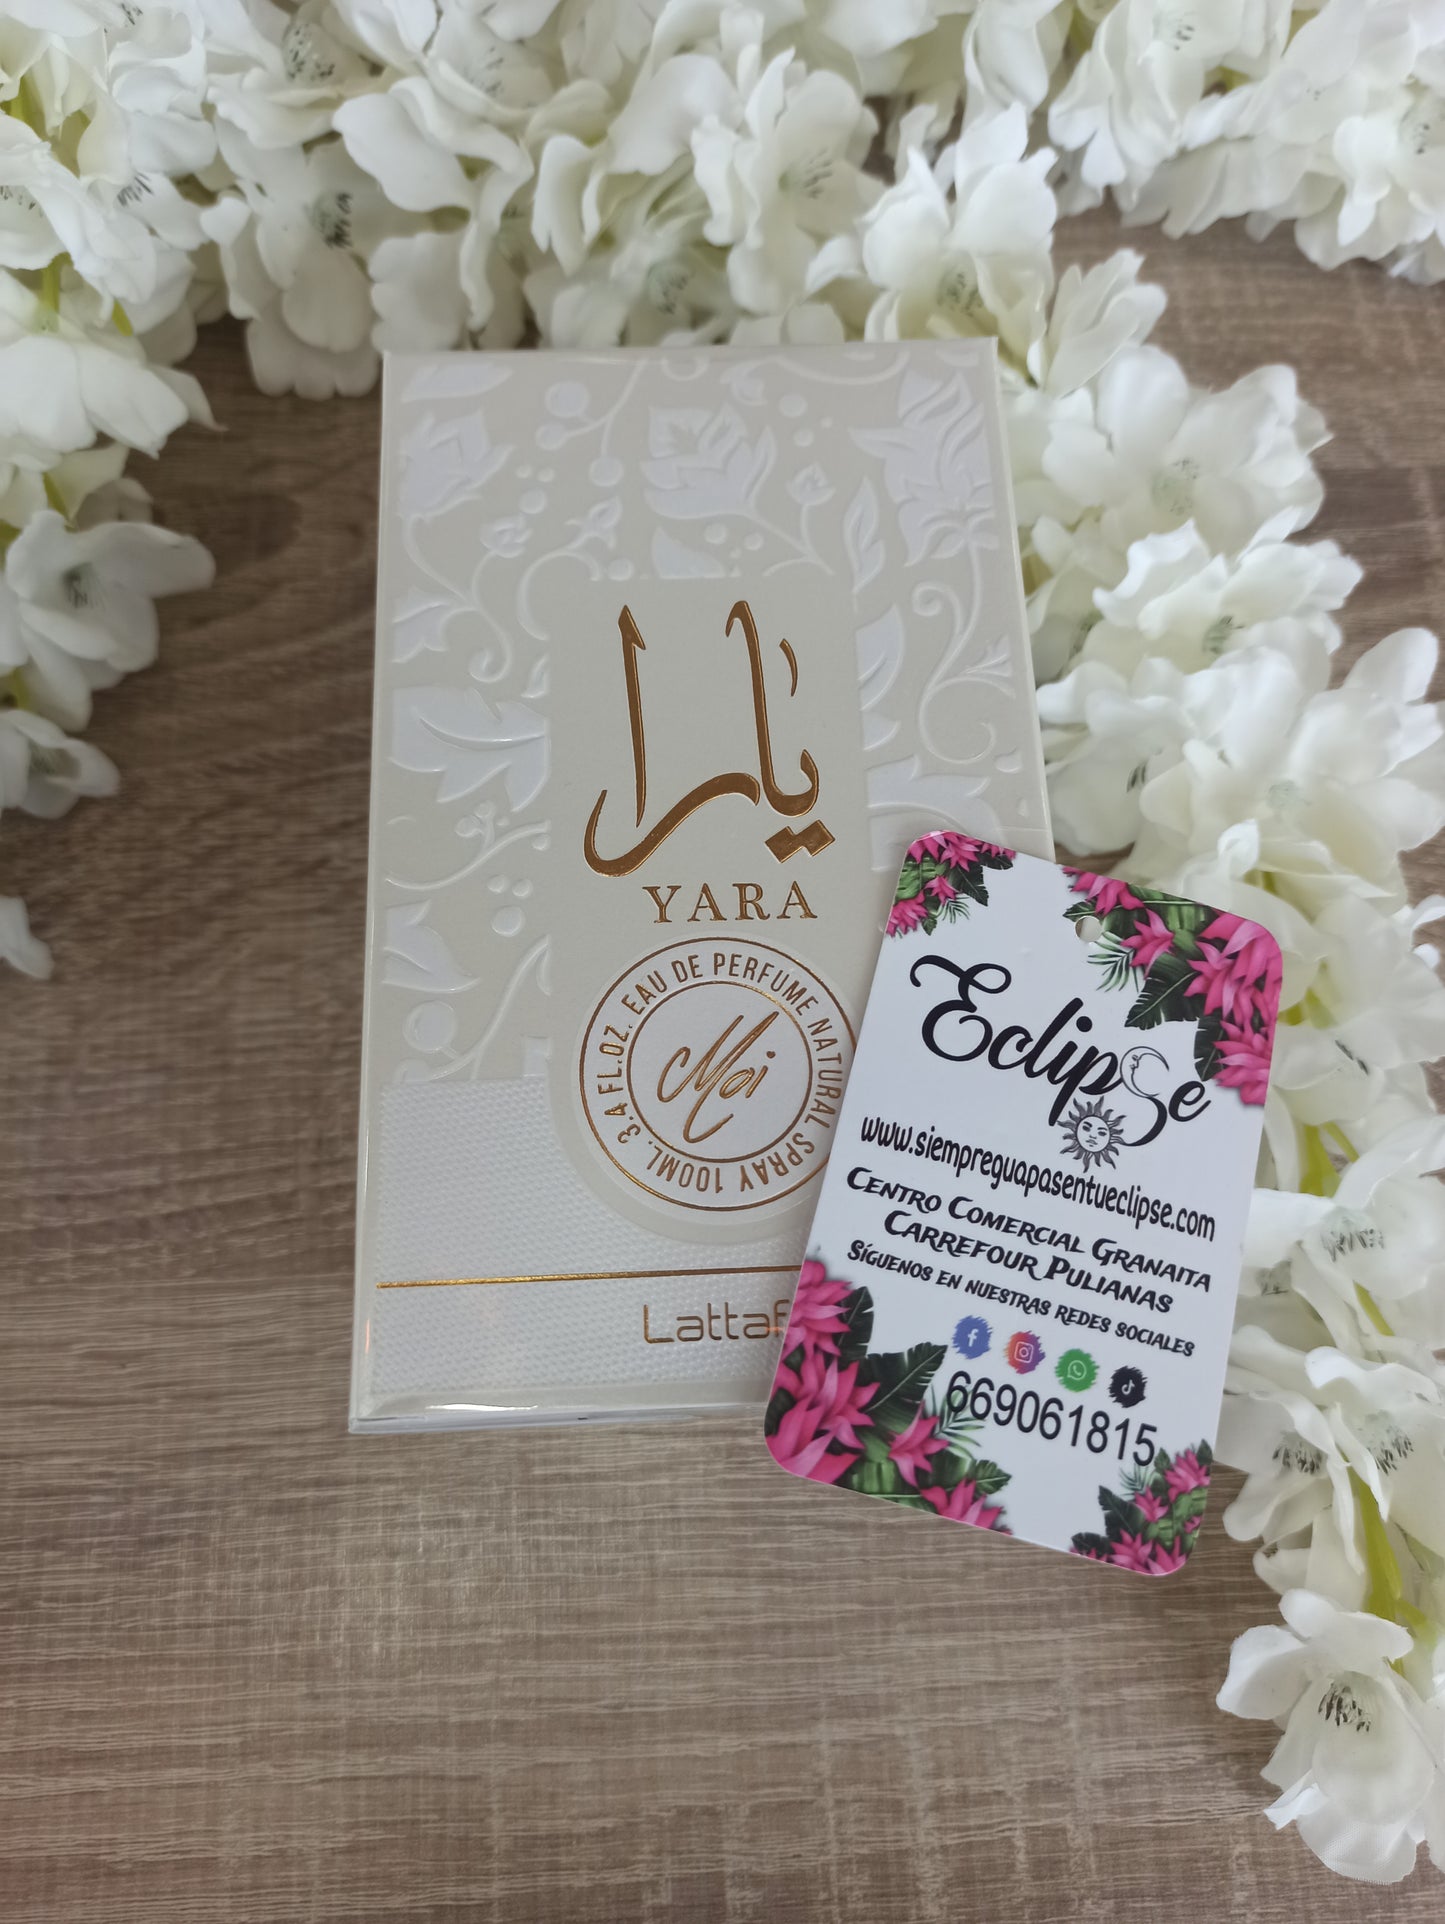 يارا
YARA
EAU DE PERFUME NATURAL SPRAY 100ML. 3.4 FL.OZ.
Moi
Lattaf
Eclipse
www.siempreguapasentueclipse.com
CENTRO COMERCIAL GRANAITA
CARREFOUR PULIANAS
SÍGUENOS EN NUESTRAS REDES SOCIALES
669061815